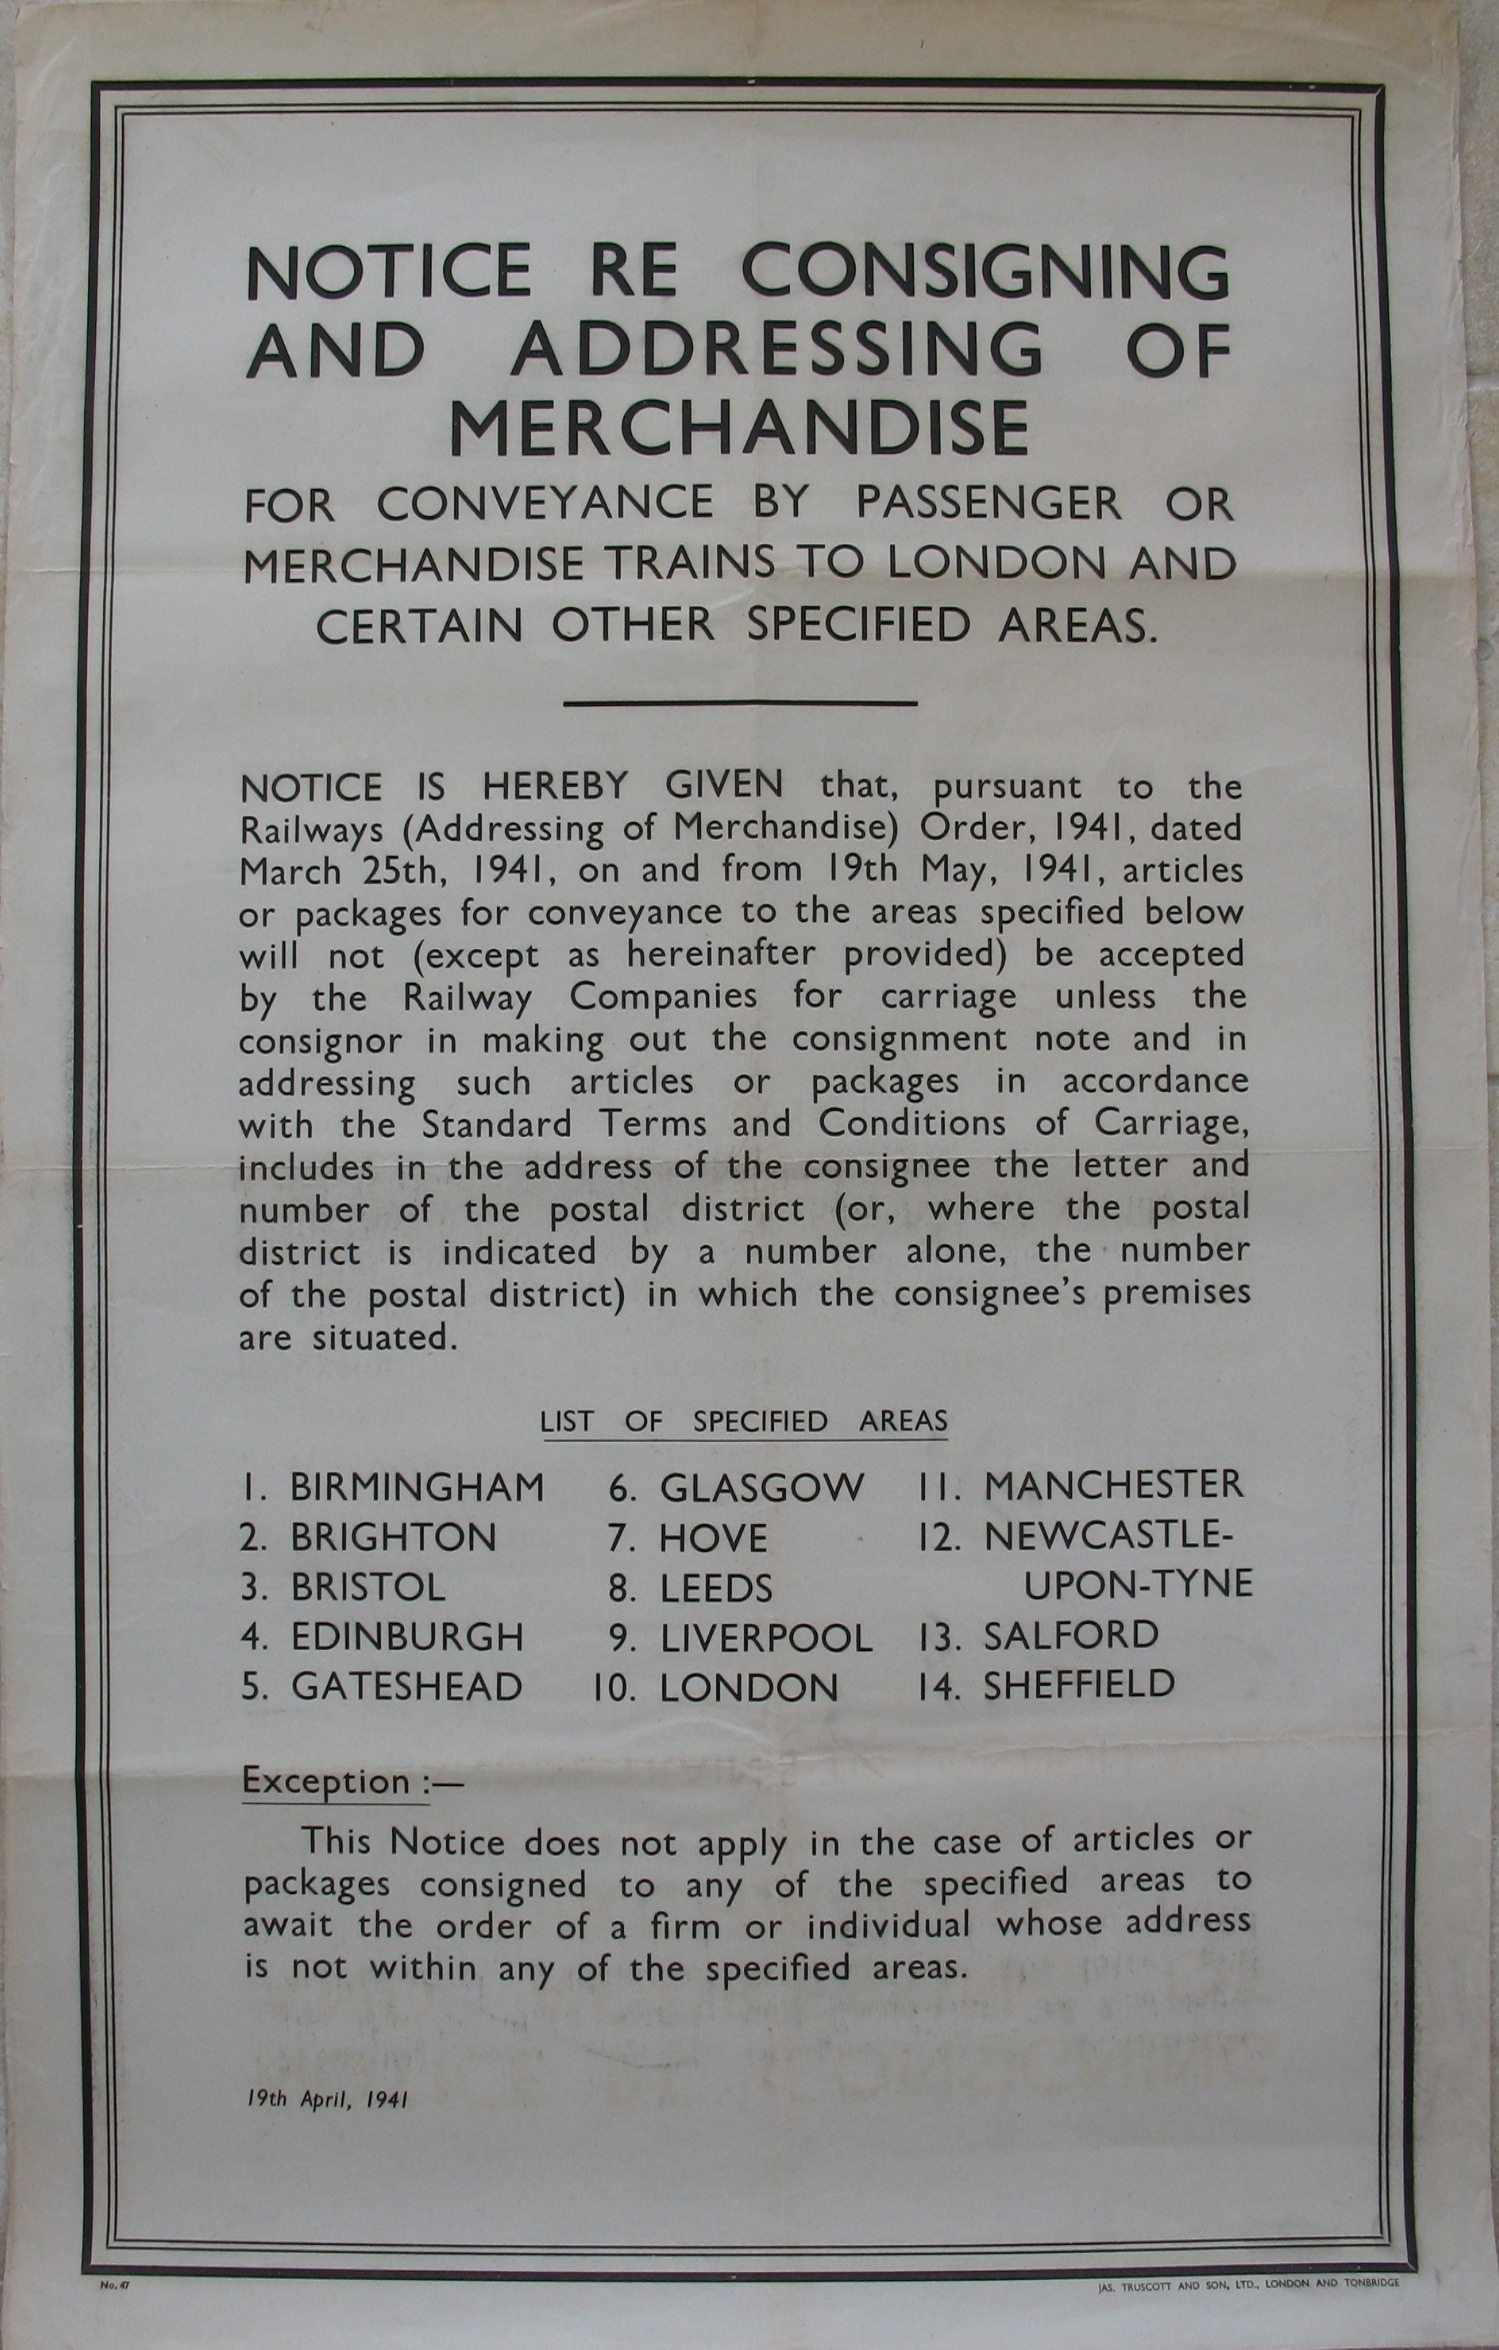 NOTICE RE CONSIGNING
AND ADDRESSING OF
MERCHANDISE
FOR CONVEYANCE BY PASSENGER OR
MERCHANDISE TRAINS TO LONDON AND
CERTAIN OTHER SPECIFIED AREAS.
NOTICE IS HEREBY GIVEN that, pursuant to the
Railways (Addressing of Merchandise) Order, 1941, dated
March 25th, 1941, on and from 19th May, 1941, articles
or packages for conveyance to the areas specified below
will not (except as hereinafter provided) be accepted
by the Railway Companies for carriage unless the
consignor in making out the consignment note and in
addressing such articles or packages in accordance
with the Standard Terms and Conditions of Carriage,
includes in the address of the consignee the letter and
number of the postal district (or, where the postal
district is indicated by a number alone, the number
of the postal district) in which the consignee's premises
are situated.
LIST OF SPECIFIED AREAS
1. BIRMINGHAM
2. BRIGHTON
3. BRISTOL
4. EDINBURGH
5. GATESHEAD
6. GLASGOW
7. HOVE
8. LEEDS
9. LIVERPOOL
10. LONDON
11. MANCHESTER
12. NEWCASTLE-
UPON-TYNE
13. SALFORD
14. SHEFFIELD
Exception :—
This Notice does not apply in the case of articles or
packages consigned to any of the specified areas to
await the order of a firm or individual whose address
is not within any of the specified areas.
19th April, 1941
No. 47
JAS. TRUSCOTT AND SON, LTD., LONDON AND TONBRIDGE